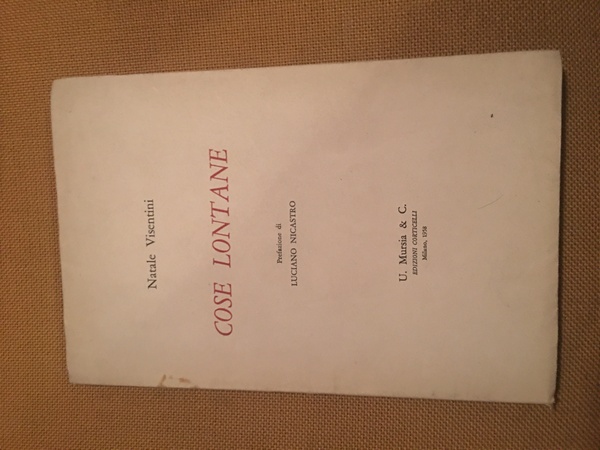 Natale Visentini
COSE LONTANE
Prefazione di
LUCIANO NICASTRO
U. Mursia & C.
EDIZIONI CORTICELLI
Milano, 1958